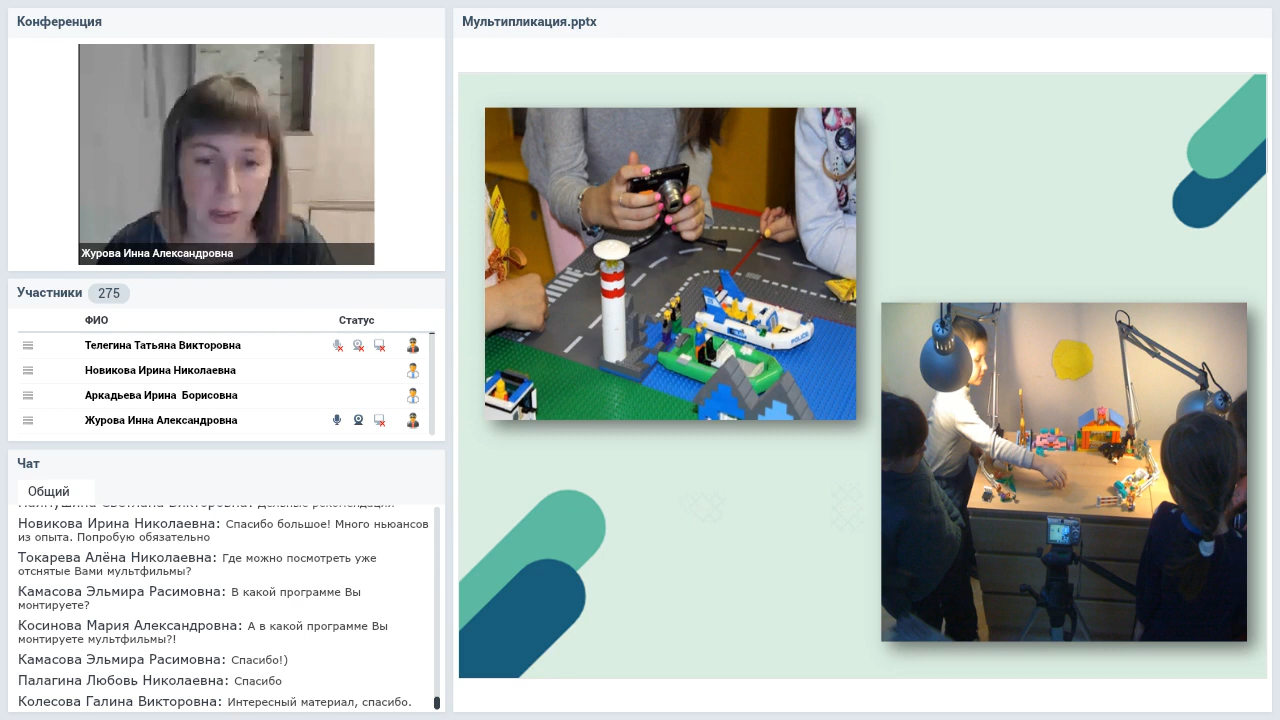 Конференция
Журова Инна Александровна
Участники 275
ФИО Статус
Телегина Татьяна Викторовна
Новикова Ирина Николаевна
Аркадьева Ирина Борисовна
Журова Инна Александровна
Чат
Общий
Новикова Ирина Николаевна: Спасибо большое! Много ньюансов
из опыта. Попробую обязательно
Токарева Алёна Николаевна: Где можно посмотреть уже
отснятые Вами мультфильмы?
Камасова Эльмира Расимовна: В какой программе Вы
монтируете?
Косинова Мария Александровна: А в какой программе Вы
монтируете мультфильмы?!
Камасова Эльмира Расимовна: Спасибо!)
Палагина Любовь Николаевна: Спасибо
Колесова Галина Викторовна: Интересный материал, спасибо.
Мультипликация.pptx
POLICE